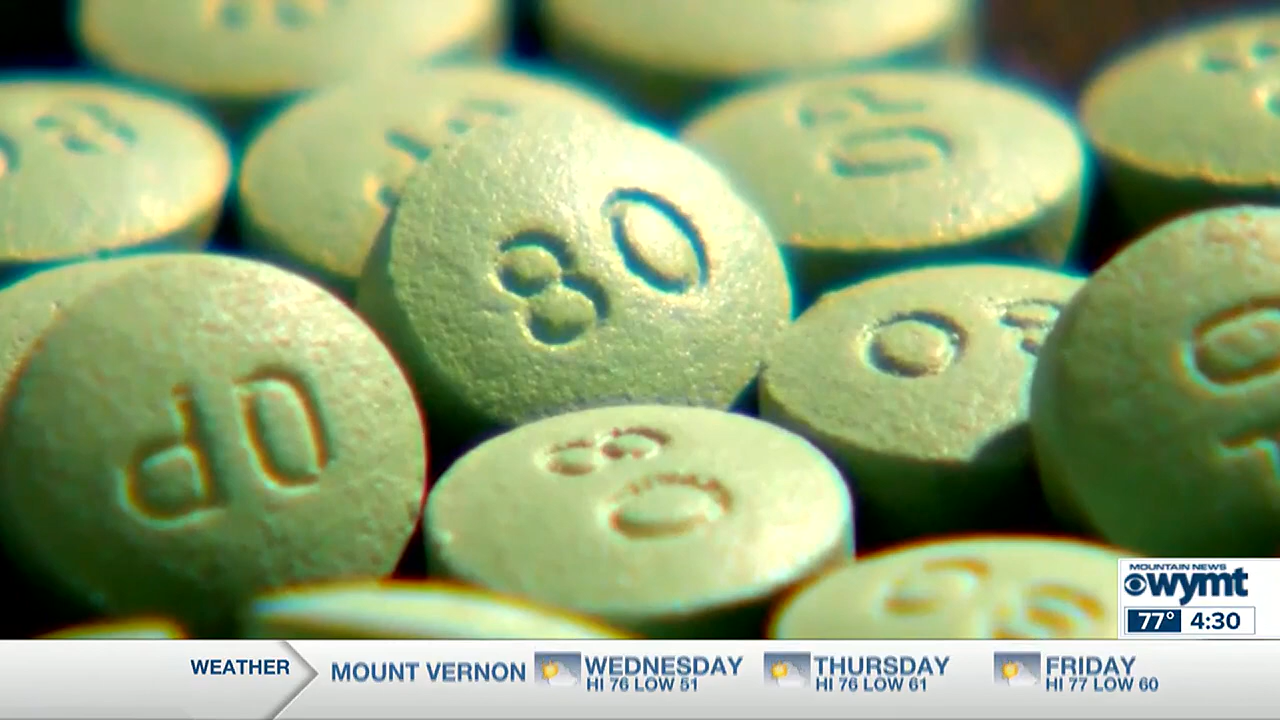 80
OP
80
MOUNTAIN NEWS
wymt
77° 4:30
WEATHER
MOUNT VERNON
WEDNESDAY
HI 76 LOW 51
THURSDAY
HI 76 LOW 61
FRIDAY
HI 77 LOW 60